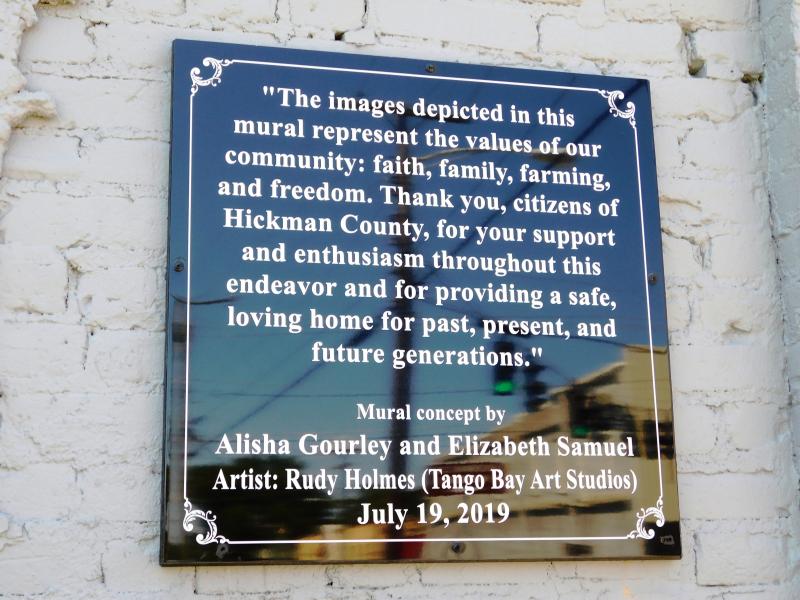 "The images depicted in this
mural represent the values of our
community: faith, family, farming,
and freedom. Thank you, citizens of
Hickman County, for your support
and enthusiasm throughout this
endeavor and for providing a safe,
loving home for past, present, and
future generations."
Mural concept by
Alisha Gourley and Elizabeth Samuel
Artist: Rudy Holmes (Tango Bay Art Studios)
July 19, 2019